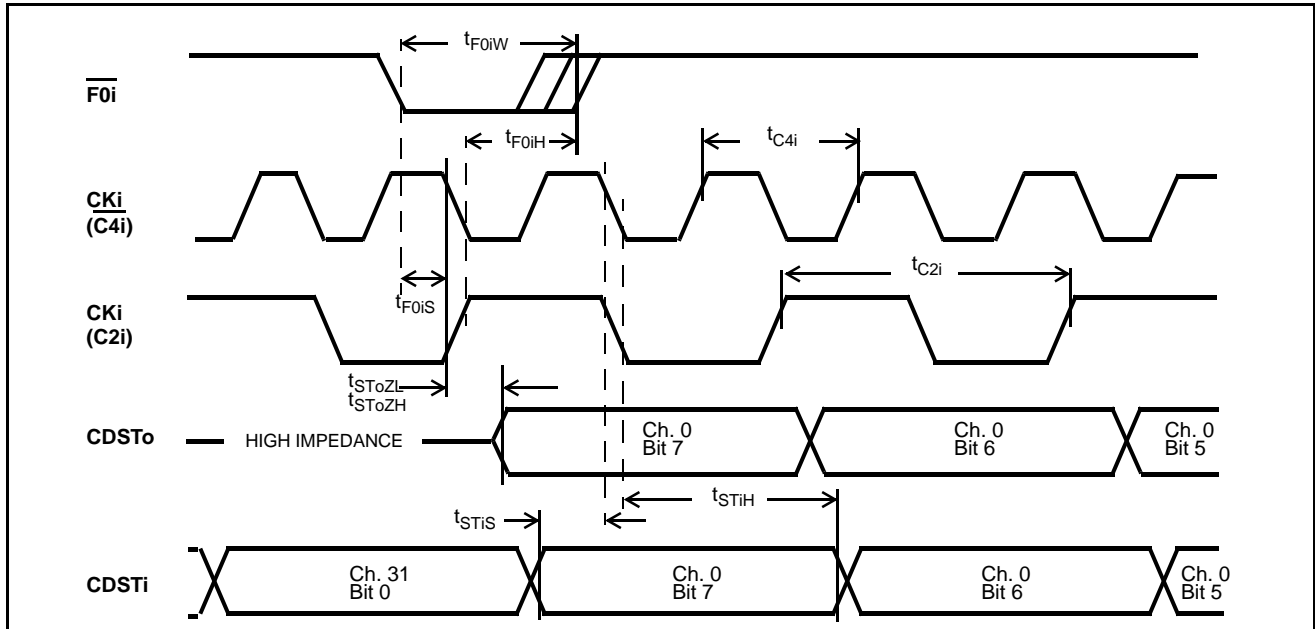 tF0iW
F0i
tF0iH
tC4i
CKi
(C4i)
tC2i
tF0iS
CKi
(C2i)
tSToZL
tSToZH
CDSTo
HIGH IMPEDANCE
Ch. 0
Bit 7
Ch. 0
Bit 6
Ch. 0
Bit 5
tSTiH
tSTiS
CDSTi
Ch. 31
Bit 0
Ch. 0
Bit 7
Ch. 0
Bit 6
Ch. 0
Bit 5